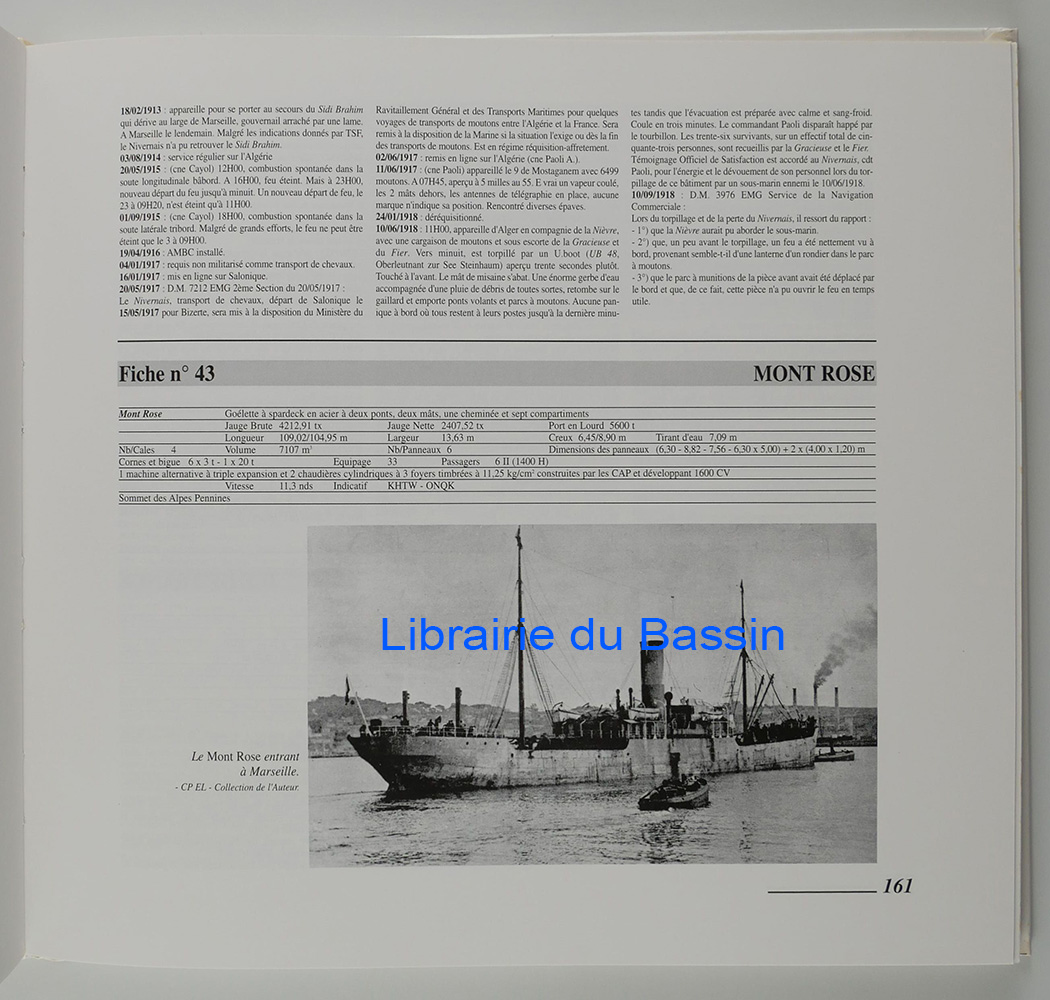 18/02/1913 : appareille pour se porter au secours du Sidi Brahim
qui dérive au large de Marseille, gouvernail arraché par une lame.
A Marseille le lendemain. Malgré les indications donnés par TSF,
le Nivernais n'a pu retrouver le Sidi Brahim.
03/08/1914 : service régulier sur l'Algérie
20/05/1915 : (cne Cayol) 12H00, combustion spontanée dans la
soute longitudinale bâbord. A 16H00, feu éteint. Mais à 23H00,
nouveau départ du feu jusqu'à minuit. Un nouveau départ de feu, le
23 à 09H20, n'est éteint qu'à 11H00.
01/09/1915 : (cne Cayol) 18H00, combustion spontanée dans la
soute latérale tribord. Malgré de grands efforts, le feu ne peut être
éteint que le 3 à 09H00.
19/04/1916 : AMBC installé.
04/01/1917 : requis non militarisé comme transport de chevaux.
16/01/1917 : mis en ligne sur Salonique.
20/05/1917 : D.M. 7212 EMG 2ème Section du 20/05/1917 :
Le Nivernais, transport de chevaux, départ de Salonique le
15/05/1917 pour Bizerte, sera mis à la disposition du Ministère du
Ravitaillement Général et des Transports Maritimes pour quelques
voyages de transports de moutons entre l'Algérie et la France. Sera
remis à la disposition de la Marine si la situation l'exige ou dès la fin
des transports de moutons. Est en régime réquisition-affretement.
02/06/1917 : remis en ligne sur l'Algérie (cne Paoli A.).
11/06/1917 : (cne Paoli) appareillé le 9 de Mostaganem avec 6499
moutons. A 07H45, aperçu à 5 milles au 55. E vrai un vapeur coulé,
les 2 mâts dehors, les antennes de télégraphie en place, aucune
marque n'indique sa position. Rencontré diverses épaves.
24/01/1918 : déréquisitionné.
10/06/1918 : 11H00, appareille d'Alger en compagnie de la Nièvre,
avec une cargaison de moutons et sous escorte de la Gracieuse et
du Fier. Vers minuit, est torpillé par un U.boot (UB 48,
Oberleutnant zur See Steinhaum) aperçu trente secondes plutôt.
Touché à l'avant. Le mât de misaine s'abat. Une énorme gerbe d'eau
accompagnée d'une pluie de débris de toutes sortes, retombe sur le
gaillard et emporte ponts volants et parcs à moutons. Aucune pan-
ique à bord où tous restent à leurs postes jusqu'à la dernière minu-
tes tandis que l'évacuation est préparée avec calme et sang-froid.
Coule en trois minutes. Le commandant Paoli disparaît happé par
le tourbillon. Les trente-six survivants, sur un effectif total de cin-
quante-trois personnes, sont recueillis par la Gracieuse et le Fier.
Témoignage Officiel de Satisfaction est accordé au Nivernais, cdt
Paoli, pour l'énergie et le dévouement de son personnel lors du tor-
pillage de ce bâtiment par un sous-marin ennemi le 10/06/1918.
10/09/1918 : D.M. 3976 EMG Service de la Navigation
Commerciale :
Lors du torpillage et de la perte du Nivernais, il ressort du rapport :
- 1°) que la Nièvre aurait pu aborder le sous-marin.
- 2°) que, un peu avant le torpillage, un feu a été nettement vu à
bord, provenant semble-t-il d'une lanterne d'un rondier dans le parc
à moutons.
- 3°) que le parc à munitions de la pièce avant avait été déplacé par
le bord et que, de ce fait, cette pièce n'a pu ouvrir le feu en temps
utile.
Fiche n° 43 MONT ROSE
Mont Rose Goélette à spardeck en acier à deux ponts, deux mâts, une cheminée et sept compartiments
Jauge Brute 4212,91 tx Jauge Nette 2407,52 tx Port en Lourd 5600 t
Longueur 109,02/104,95 m Largeur 13,63 m Creux 6,45/8,90 m Tirant d'eau 7,09 m
Nb/Cales 4 Volume 7107 m³ Nb/Panneaux 6 Dimensions des panneaux (6,30 - 8,82 - 7,56 - 6,30 x 5,00) + 2 x (4,00 x 1,20) m
Cornes et bigue 6 x 3 t - 1 x 20 t Equipage 33 Passagers 6 II (1400 H)
1 machine alternative à triple expansion et 2 chaudières cylindriques à 3 foyers timbrées à 11,25 kg/cm² construites par les CAP et développant 1600 CV
Vitesse 11,3 nds Indicatif KHTW - ONQK
Sommet des Alpes Pennines
Librairie du Bassin
Le Mont Rose entrant
à Marseille.
- CP EL - Collection de l'Auteur.
161